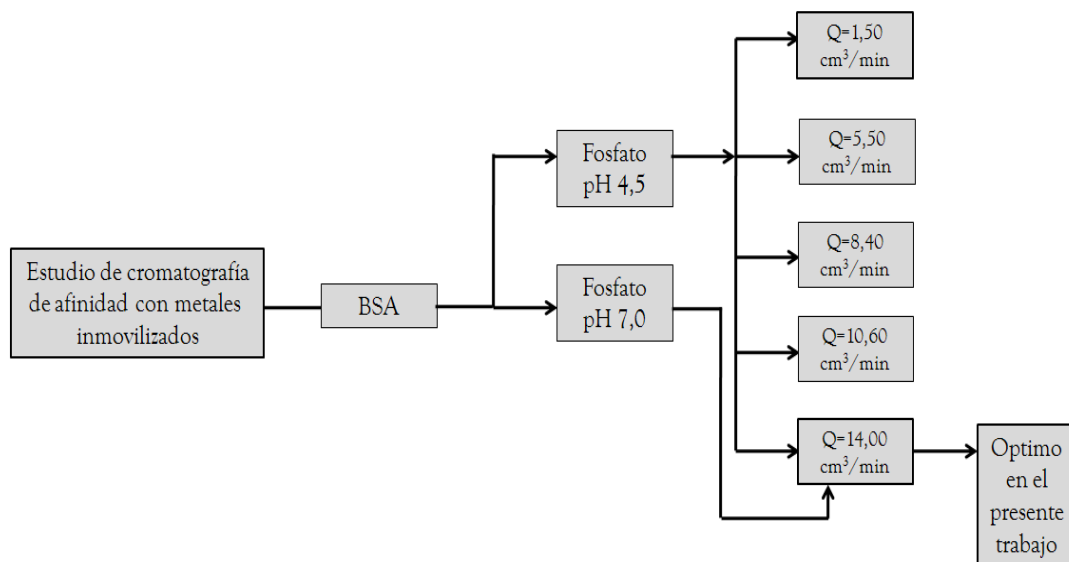 Estudio de cromatografía
de afinidad con metales
inmovilizados
BSA
Fosfato
pH 4,5
Fosfato
pH 7,0
Q=1,50
cm³/min
Q=5,50
cm³/min
Q=8,40
cm³/min
Q=10,60
cm³/min
Q=14,00
cm³/min
Optimo
en el
presente
trabajo